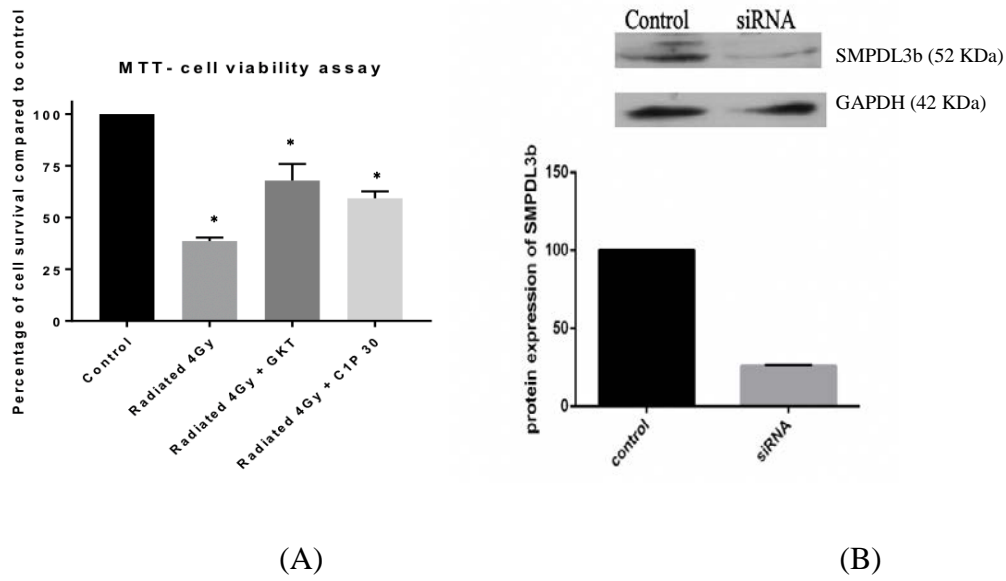 MTT- cell viability assay
Percentage of cell survival compared to control
100
75
50
25
0
*
*
*
Control
Radiated 4Gy
Radiated 4Gy + GKT
Radiated 4Gy + C1P 30
(A)
Control siRNA
SMPDL3b (52 KDa)
GAPDH (42 KDa)
protein expression of SMPDL3b
150
100
50
0
control
siRNA
(B)